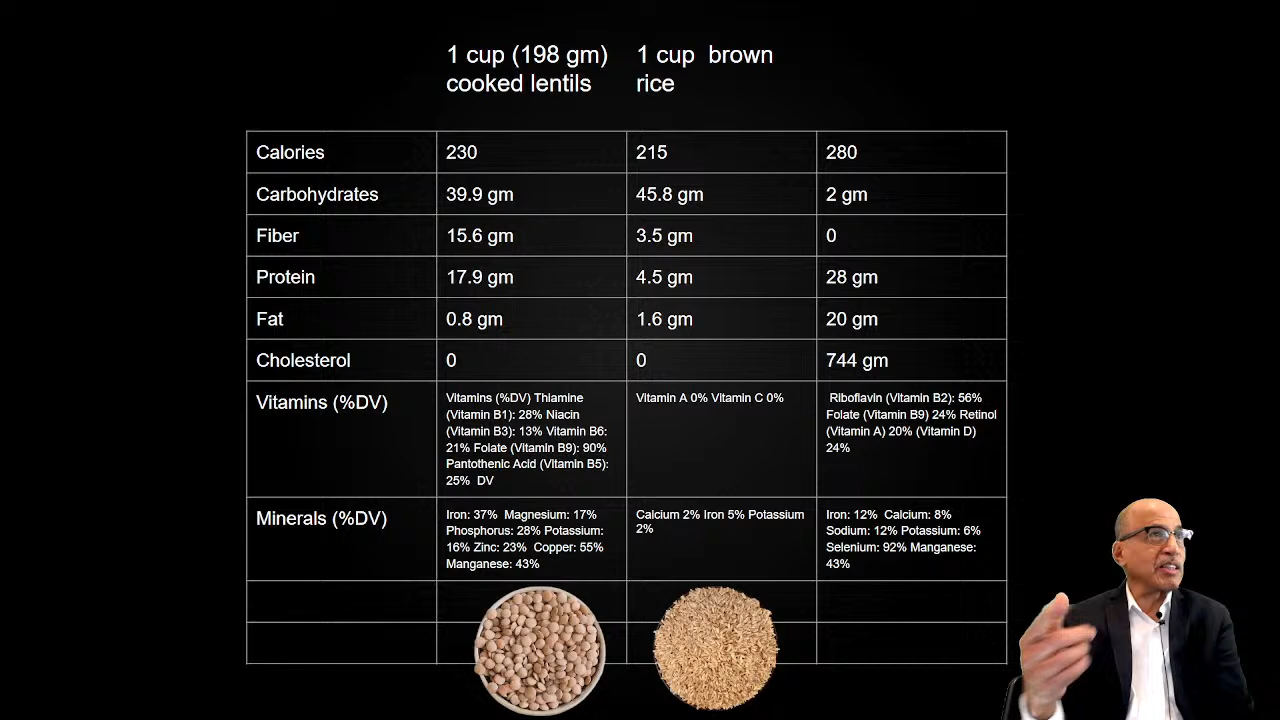 1 cup (198 gm) 1 cup  brown
cooked lentils rice
Calories 230 215 280
Carbohydrates 39.9 gm 45.8 gm 2 gm
Fiber 15.6 gm 3.5 gm 0
Protein 17.9 gm 4.5 gm 28 gm
Fat 0.8 gm 1.6 gm 20 gm
Cholesterol 0 0 744 gm
Vitamins (%DV)
Vitamins (%DV) Thiamine
(Vitamin B1): 28% Niacin
(Vitamin B3): 13% Vitamin B6:
21% Folate (Vitamin B9): 90%
Pantothenic Acid (Vitamin B5):
25%  DV
Vitamin A 0% Vitamin C 0%
Riboflavin (Vitamin B2): 56%
Folate (Vitamin B9) 24% Retinol
(Vitamin A) 20% (Vitamin D)
24%
Minerals (%DV)
Iron: 37%  Magnesium: 17%
Phosphorus: 28% Potassium:
16% Zinc: 23%  Copper: 55%
Manganese: 43%
Calcium 2% Iron 5% Potassium
2%
Iron: 12%  Calcium: 8%
Sodium: 12% Potassium: 6%
Selenium: 92% Manganese:
43%